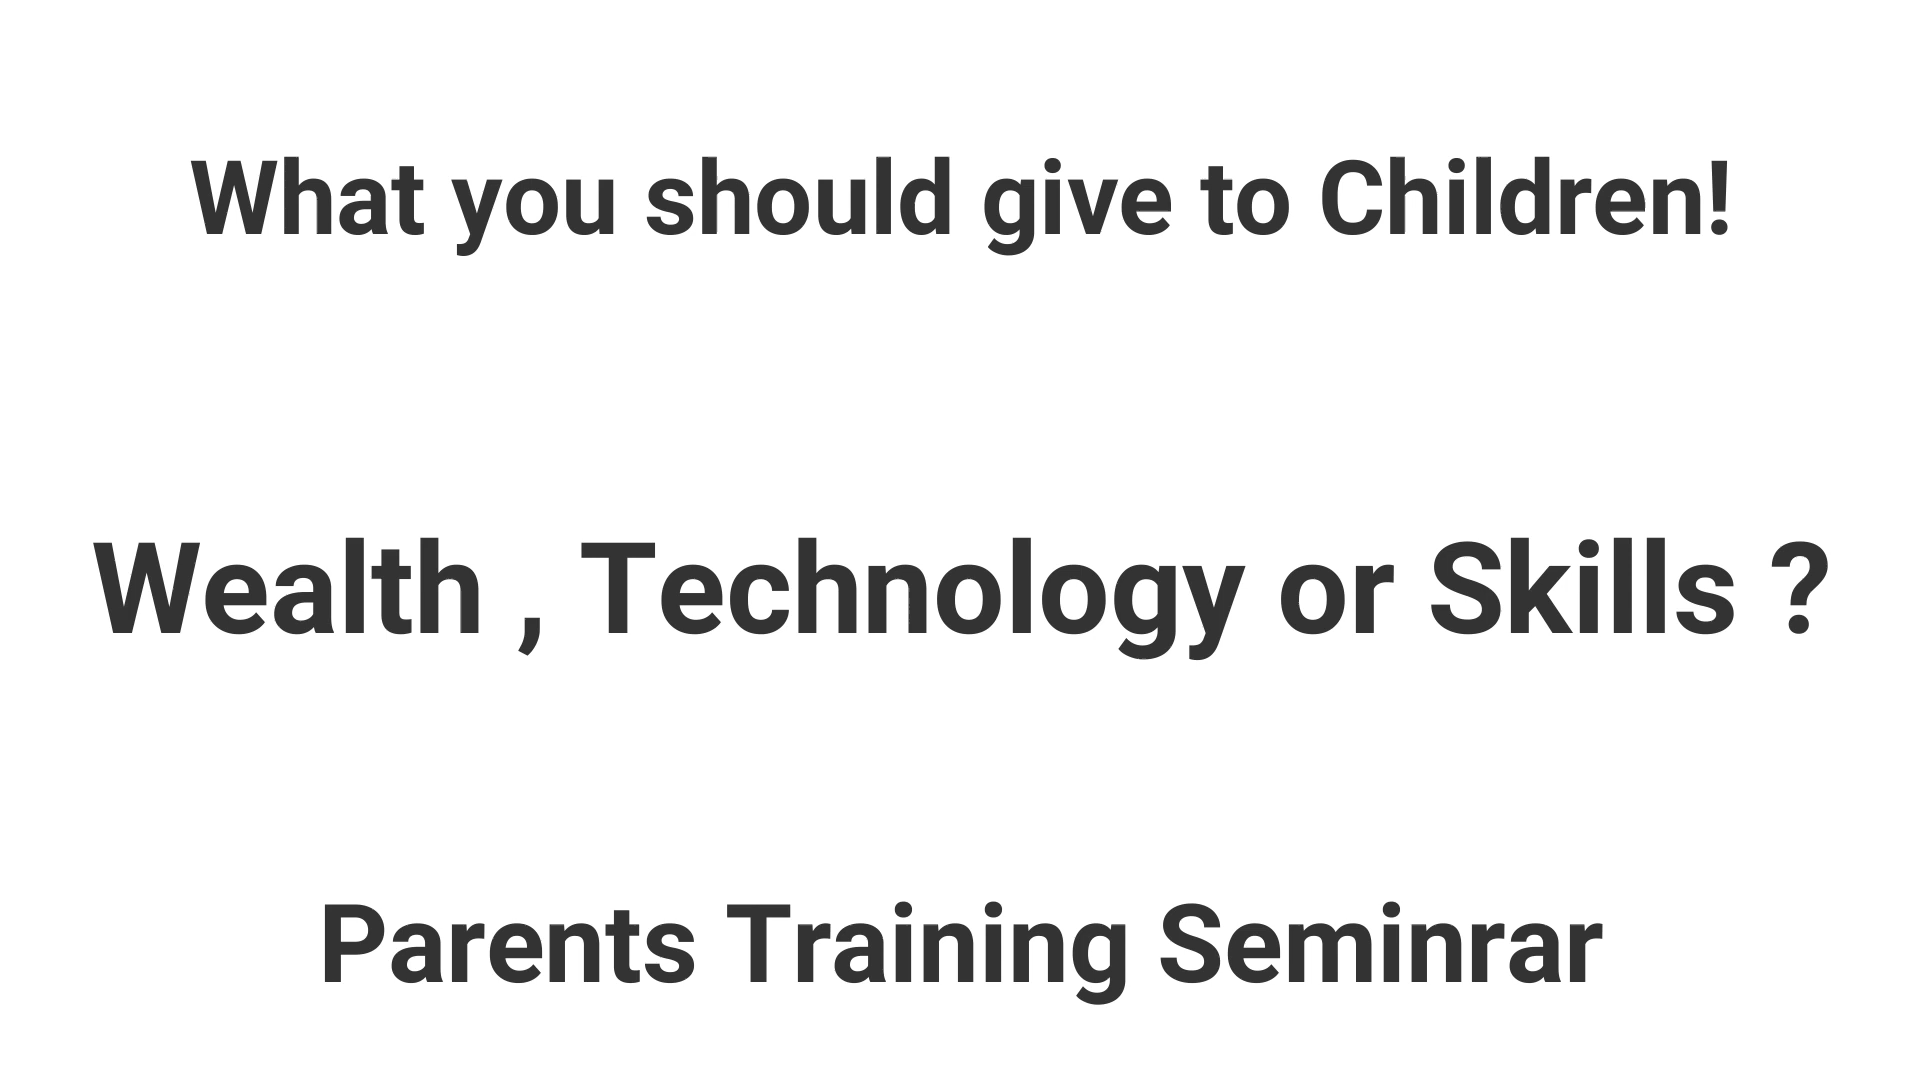 What you should give to Children!
Wealth , Technology or Skills ?
Parents Training Seminrar